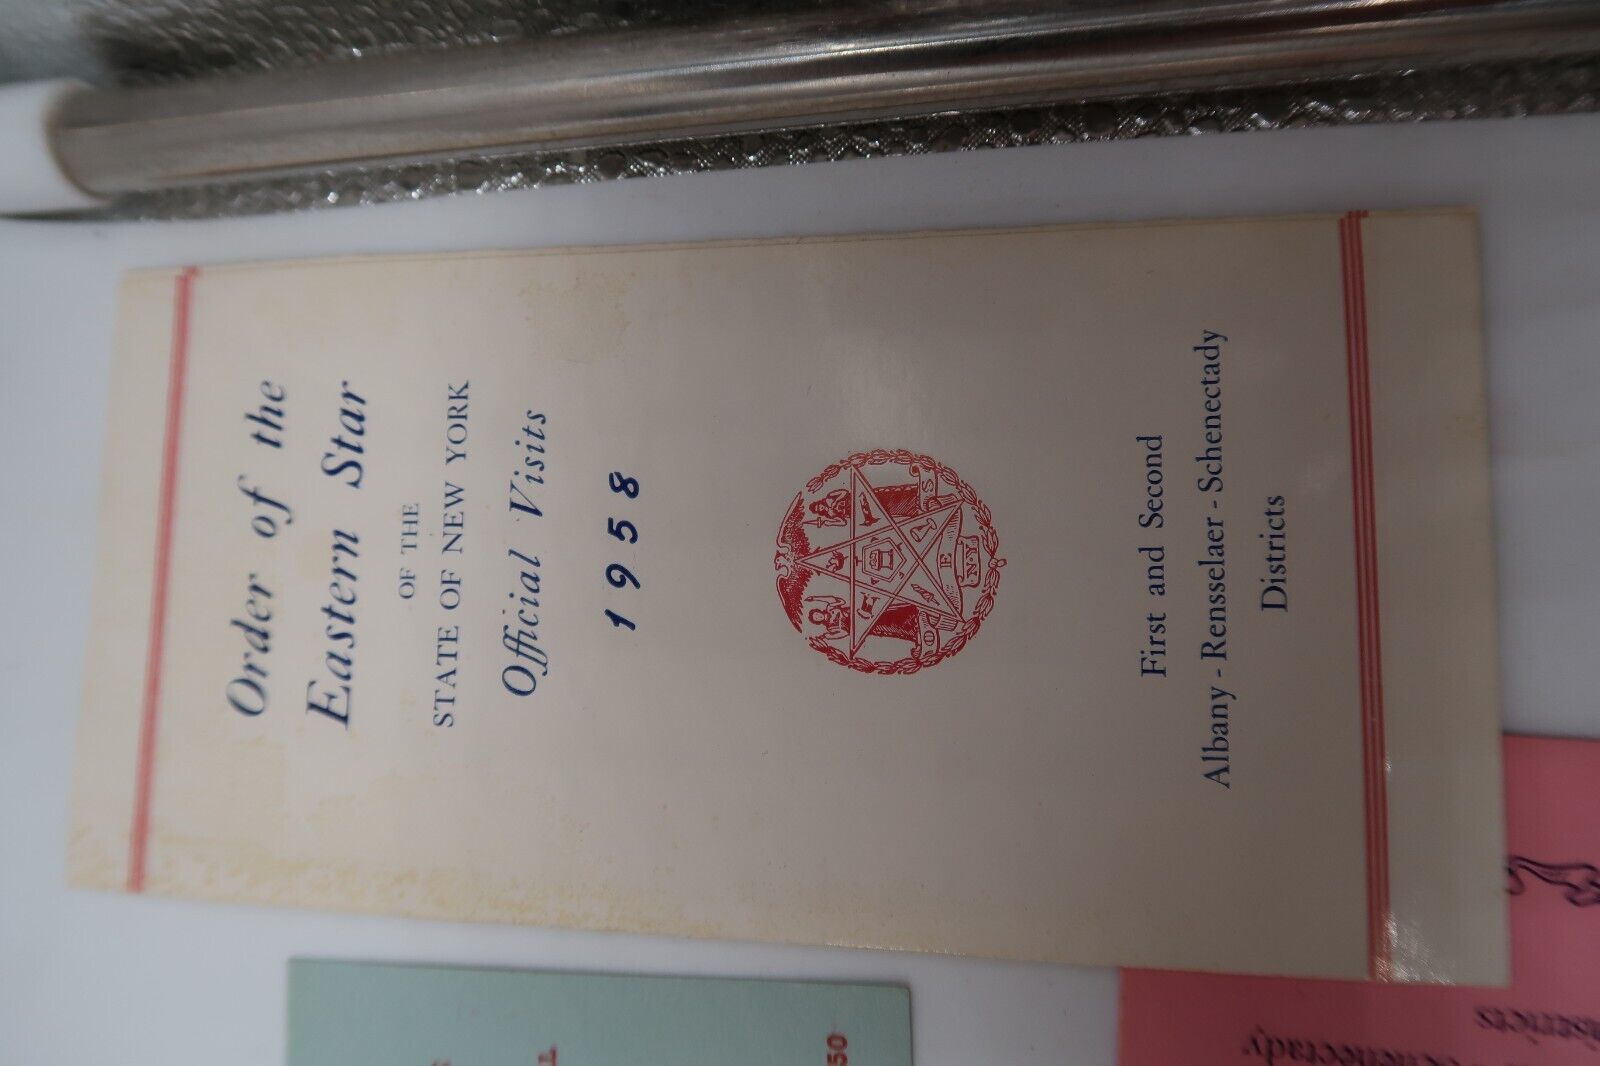 Order of the
Eastern Star
OF THE
STATE OF NEW YORK
Official Visits
1958
O E S
N.Y.
First and Second
Albany - Rensselaer - Schenectady
Districts
50